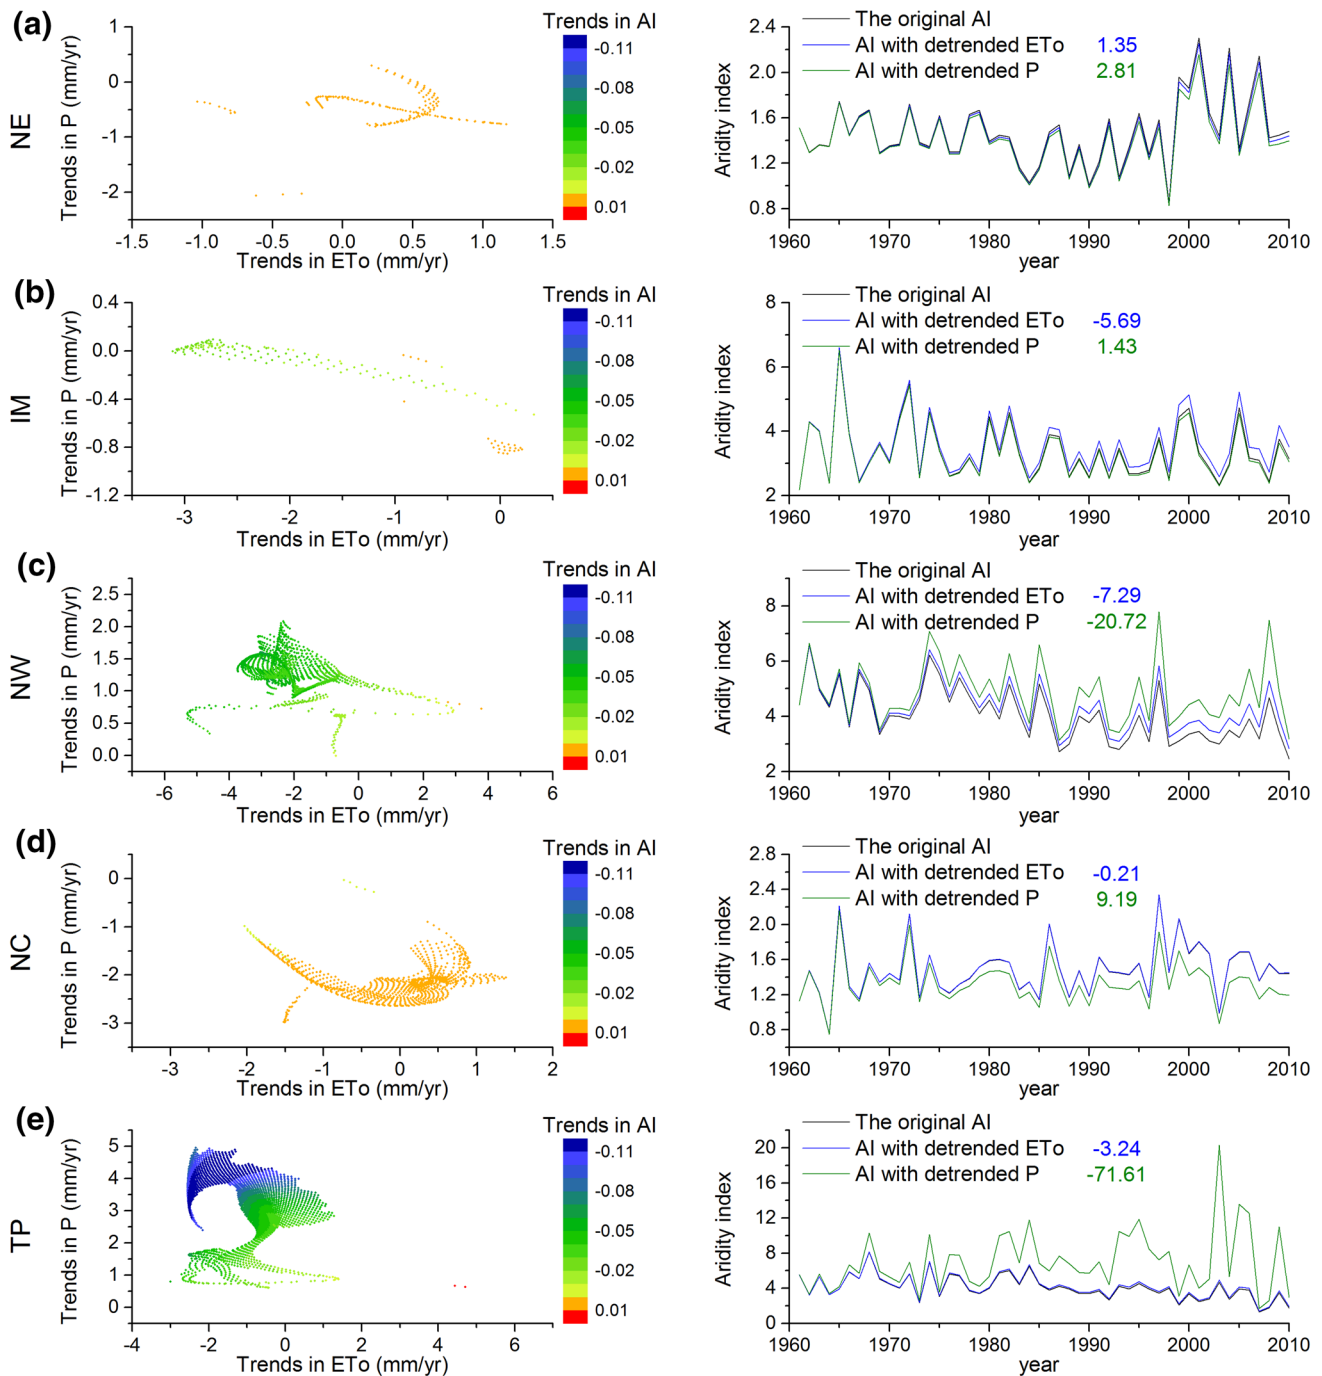 (a)
NE
Trends in P (mm/yr)
1
0
-1
-2
-1.5 -1.0 -0.5 0.0 0.5 1.0 1.5
Trends in ETo (mm/yr)
Trends in AI
-0.11
-0.08
-0.05
-0.02
0.01
The original AI
AI with detrended ETo 1.35
AI with detrended P 2.81
Aridity index
2.4
2.0
1.6
1.2
0.8
1960 1970 1980 1990 2000 2010
year
(b)
IM
Trends in P (mm/yr)
0.4
0.0
-0.4
-0.8
-1.2
-3 -2 -1 0
Trends in ETo (mm/yr)
Trends in AI
-0.11
-0.08
-0.05
-0.02
0.01
The original AI
AI with detrended ETo -5.69
AI with detrended P 1.43
Aridity index
8
6
4
2
1960 1970 1980 1990 2000 2010
year
(c)
NW
Trends in P (mm/yr)
2.5
2.0
1.5
1.0
0.5
0.0
-6 -4 -2 0 2 4 6
Trends in ETo (mm/yr)
Trends in AI
-0.11
-0.08
-0.05
-0.02
0.01
The original AI
AI with detrended ETo -7.29
AI with detrended P -20.72
Aridity index
8
6
4
2
1960 1970 1980 1990 2000 2010
year
(d)
NC
Trends in P (mm/yr)
0
-1
-2
-3
-3 -2 -1 0 1 2
Trends in ETo (mm/yr)
Trends in AI
-0.11
-0.08
-0.05
-0.02
0.01
The original AI
AI with detrended ETo -0.21
AI with detrended P 9.19
Aridity index
2.8
2.4
2.0
1.6
1.2
0.8
1960 1970 1980 1990 2000 2010
year
(e)
TP
Trends in P (mm/yr)
5
4
3
2
1
0
-4 -2 0 2 4 6
Trends in ETo (mm/yr)
Trends in AI
-0.11
-0.08
-0.05
-0.02
0.01
The original AI
AI with detrended ETo -3.24
AI with detrended P -71.61
Aridity index
20
16
12
8
4
0
1960 1970 1980 1990 2000 2010
year